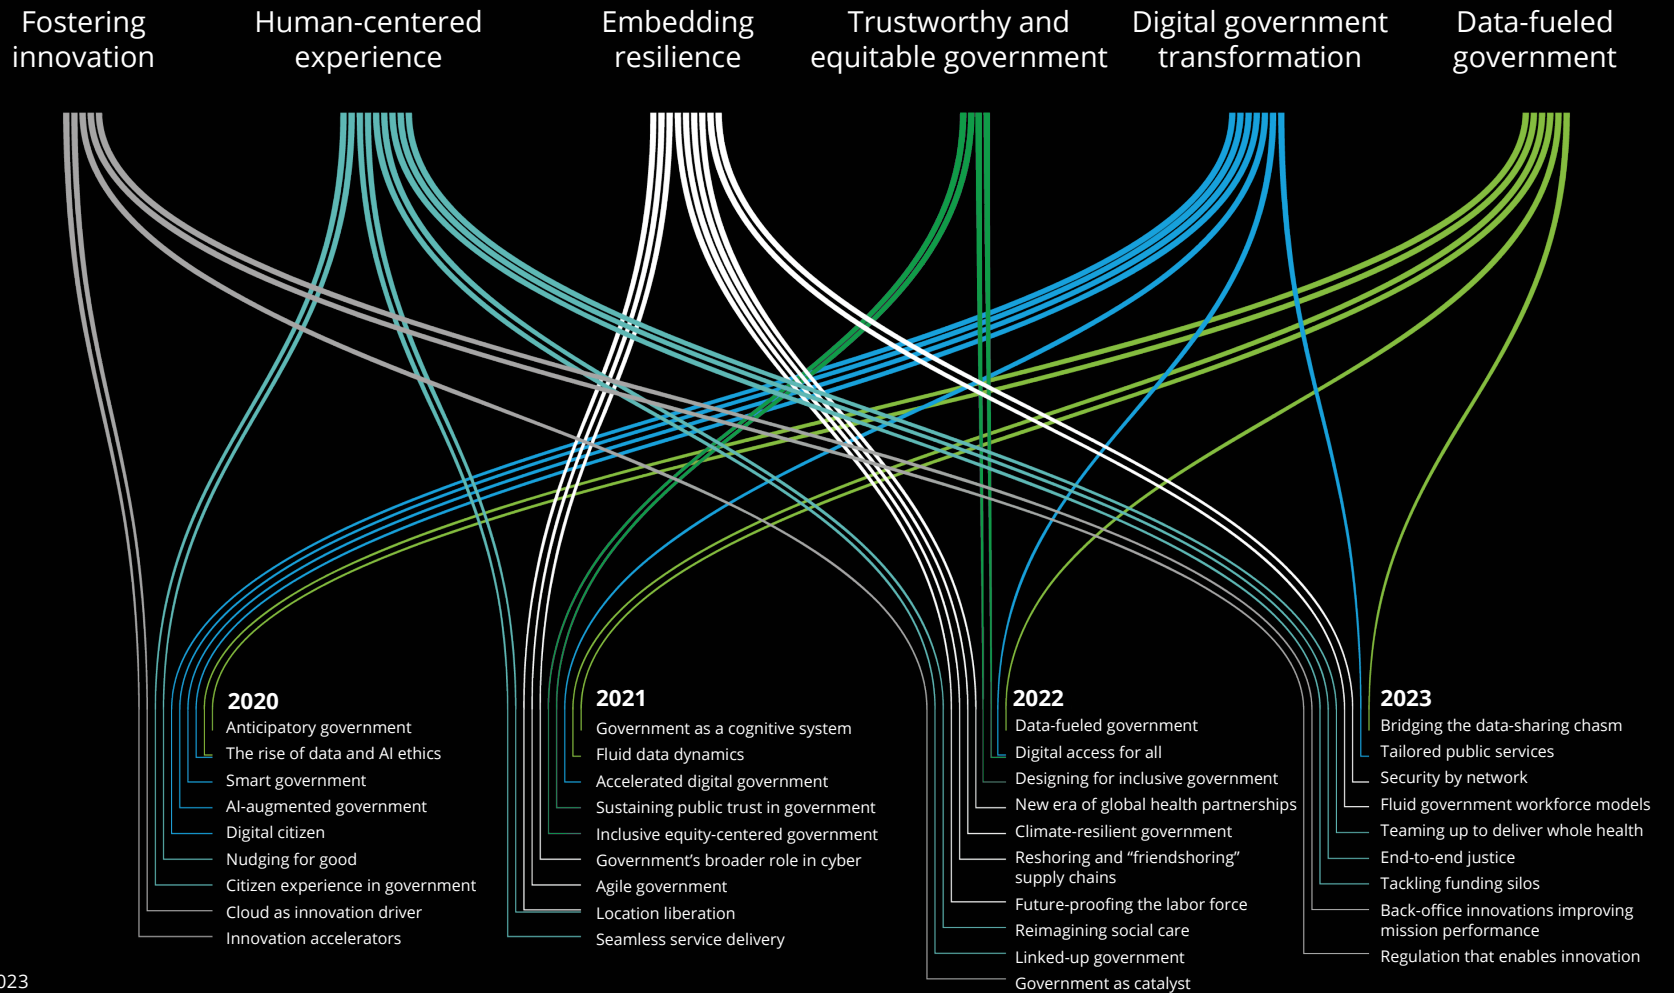 Fostering
innovation
Human-centered
experience
Embedding
resilience
Trustworthy and
equitable government
Digital government
transformation
Data-fueled
government
2020
Anticipatory government
The rise of data and AI ethics
Smart government
AI-augmented government
Digital citizen
Nudging for good
Citizen experience in government
Cloud as innovation driver
Innovation accelerators
2021
Government as a cognitive system
Fluid data dynamics
Accelerated digital government
Sustaining public trust in government
Inclusive equity-centered government
Government’s broader role in cyber
Agile government
Location liberation
Seamless service delivery
2022
Data-fueled government
Digital access for all
Designing for inclusive government
New era of global health partnerships
Climate-resilient government
Reshoring and “friendshoring”
supply chains
Future-proofing the labor force
Reimagining social care
Linked-up government
Government as catalyst
2023
Bridging the data-sharing chasm
Tailored public services
Security by network
Fluid government workforce models
Teaming up to deliver whole health
End-to-end justice
Tackling funding silos
Back-office innovations improving
mission performance
Regulation that enables innovation
023